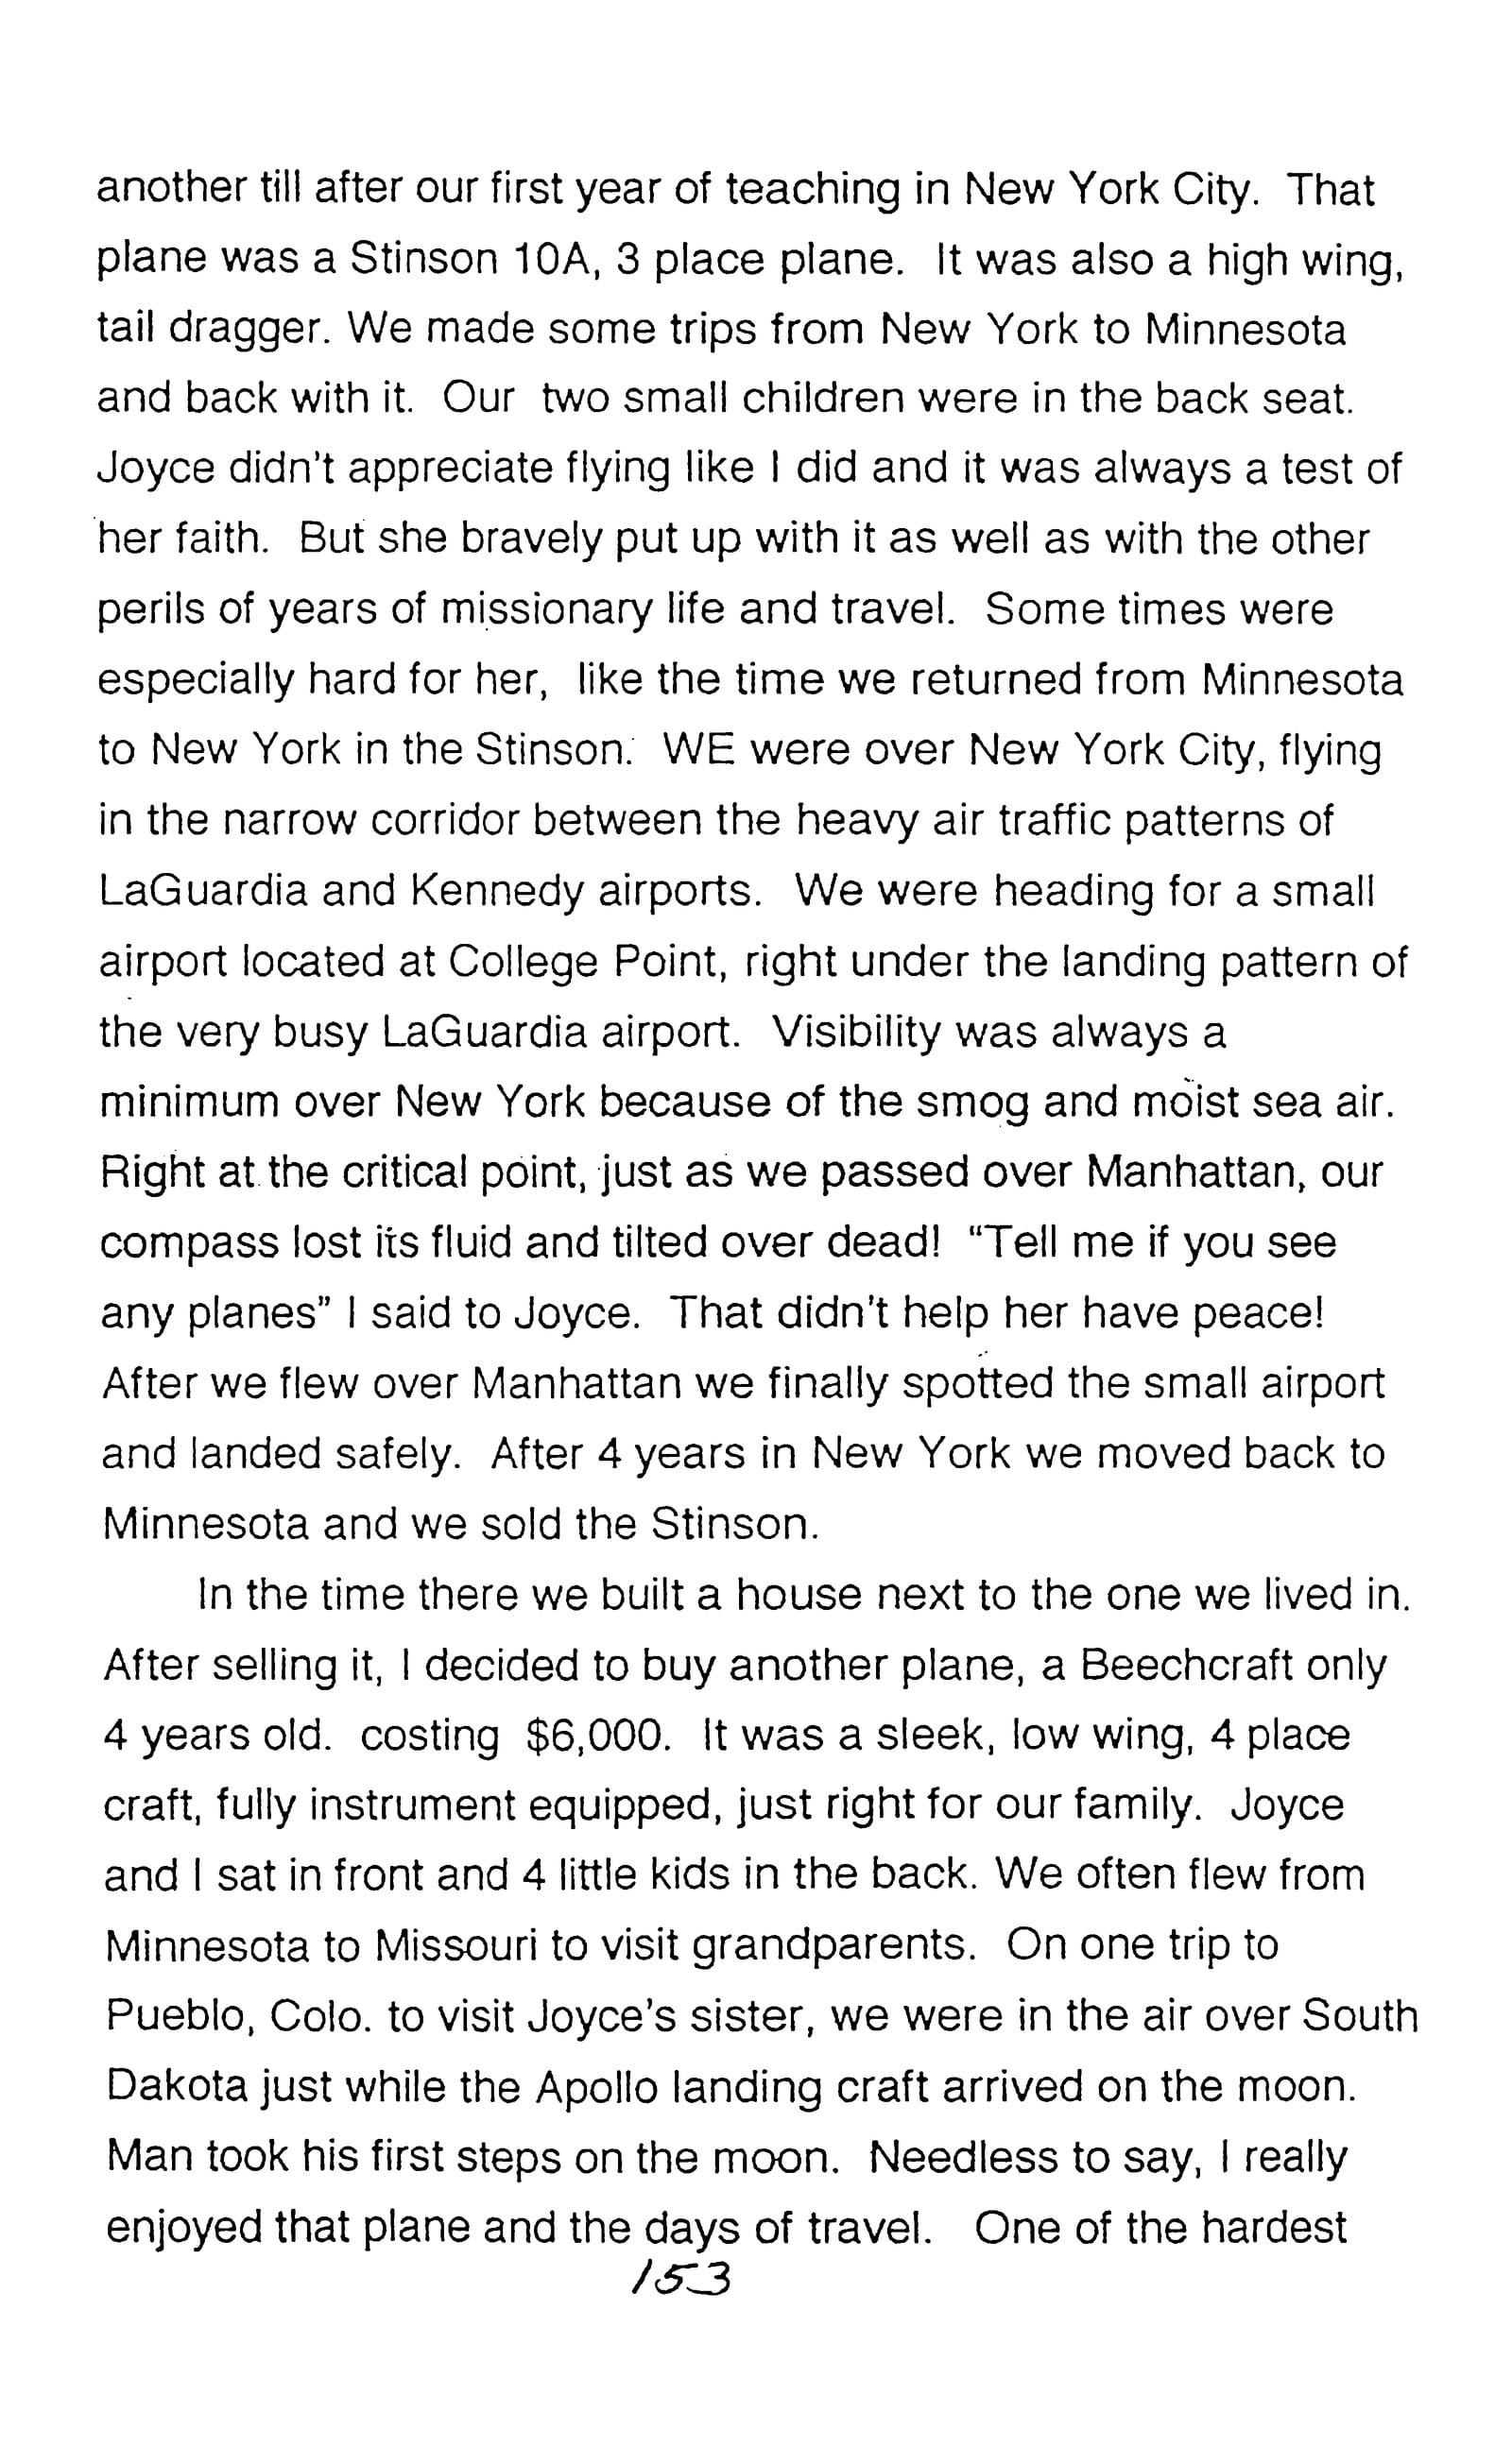 another till after our first year of teaching in New York City.  That
plane was a Stinson 10A, 3 place plane.  It was also a high wing,
tail dragger. We made some trips from New York to Minnesota
and back with it.  Our  two small children were in the back seat.
Joyce didn't appreciate flying like I did and it was always a test of
her faith.  But she bravely put up with it as well as with the other
perils of years of missionary life and travel.  Some times were
especially hard for her,  like the time we returned from Minnesota
to New York in the Stinson.  WE were over New York City, flying
in the narrow corridor between the heavy air traffic patterns of
LaGuardia and Kennedy airports.  We were heading for a small
airport located at College Point, right under the landing pattern of
the very busy LaGuardia airport.  Visibility was always a
minimum over New York because of the smog and moist sea air.
Right at the critical point, just as we passed over Manhattan, our
compass lost its fluid and tilted over dead!  “Tell me if you see
any planes” I said to Joyce.  That didn't help her have peace!
After we flew over Manhattan we finally spotted the small airport
and landed safely.  After 4 years in New York we moved back to
Minnesota and we sold the Stinson.
In the time there we built a house next to the one we lived in.
After selling it, I decided to buy another plane, a Beechcraft only
4 years old.  costing  $6,000.  It was a sleek, low wing, 4 place
craft, fully instrument equipped, just right for our family.  Joyce
and I sat in front and 4 little kids in the back. We often flew from
Minnesota to Missouri to visit grandparents.  On one trip to
Pueblo, Colo. to visit Joyce's sister, we were in the air over South
Dakota just while the Apollo landing craft arrived on the moon.
Man took his first steps on the moon.  Needless to say, I really
enjoyed that plane and the days of travel.   One of the hardest
153